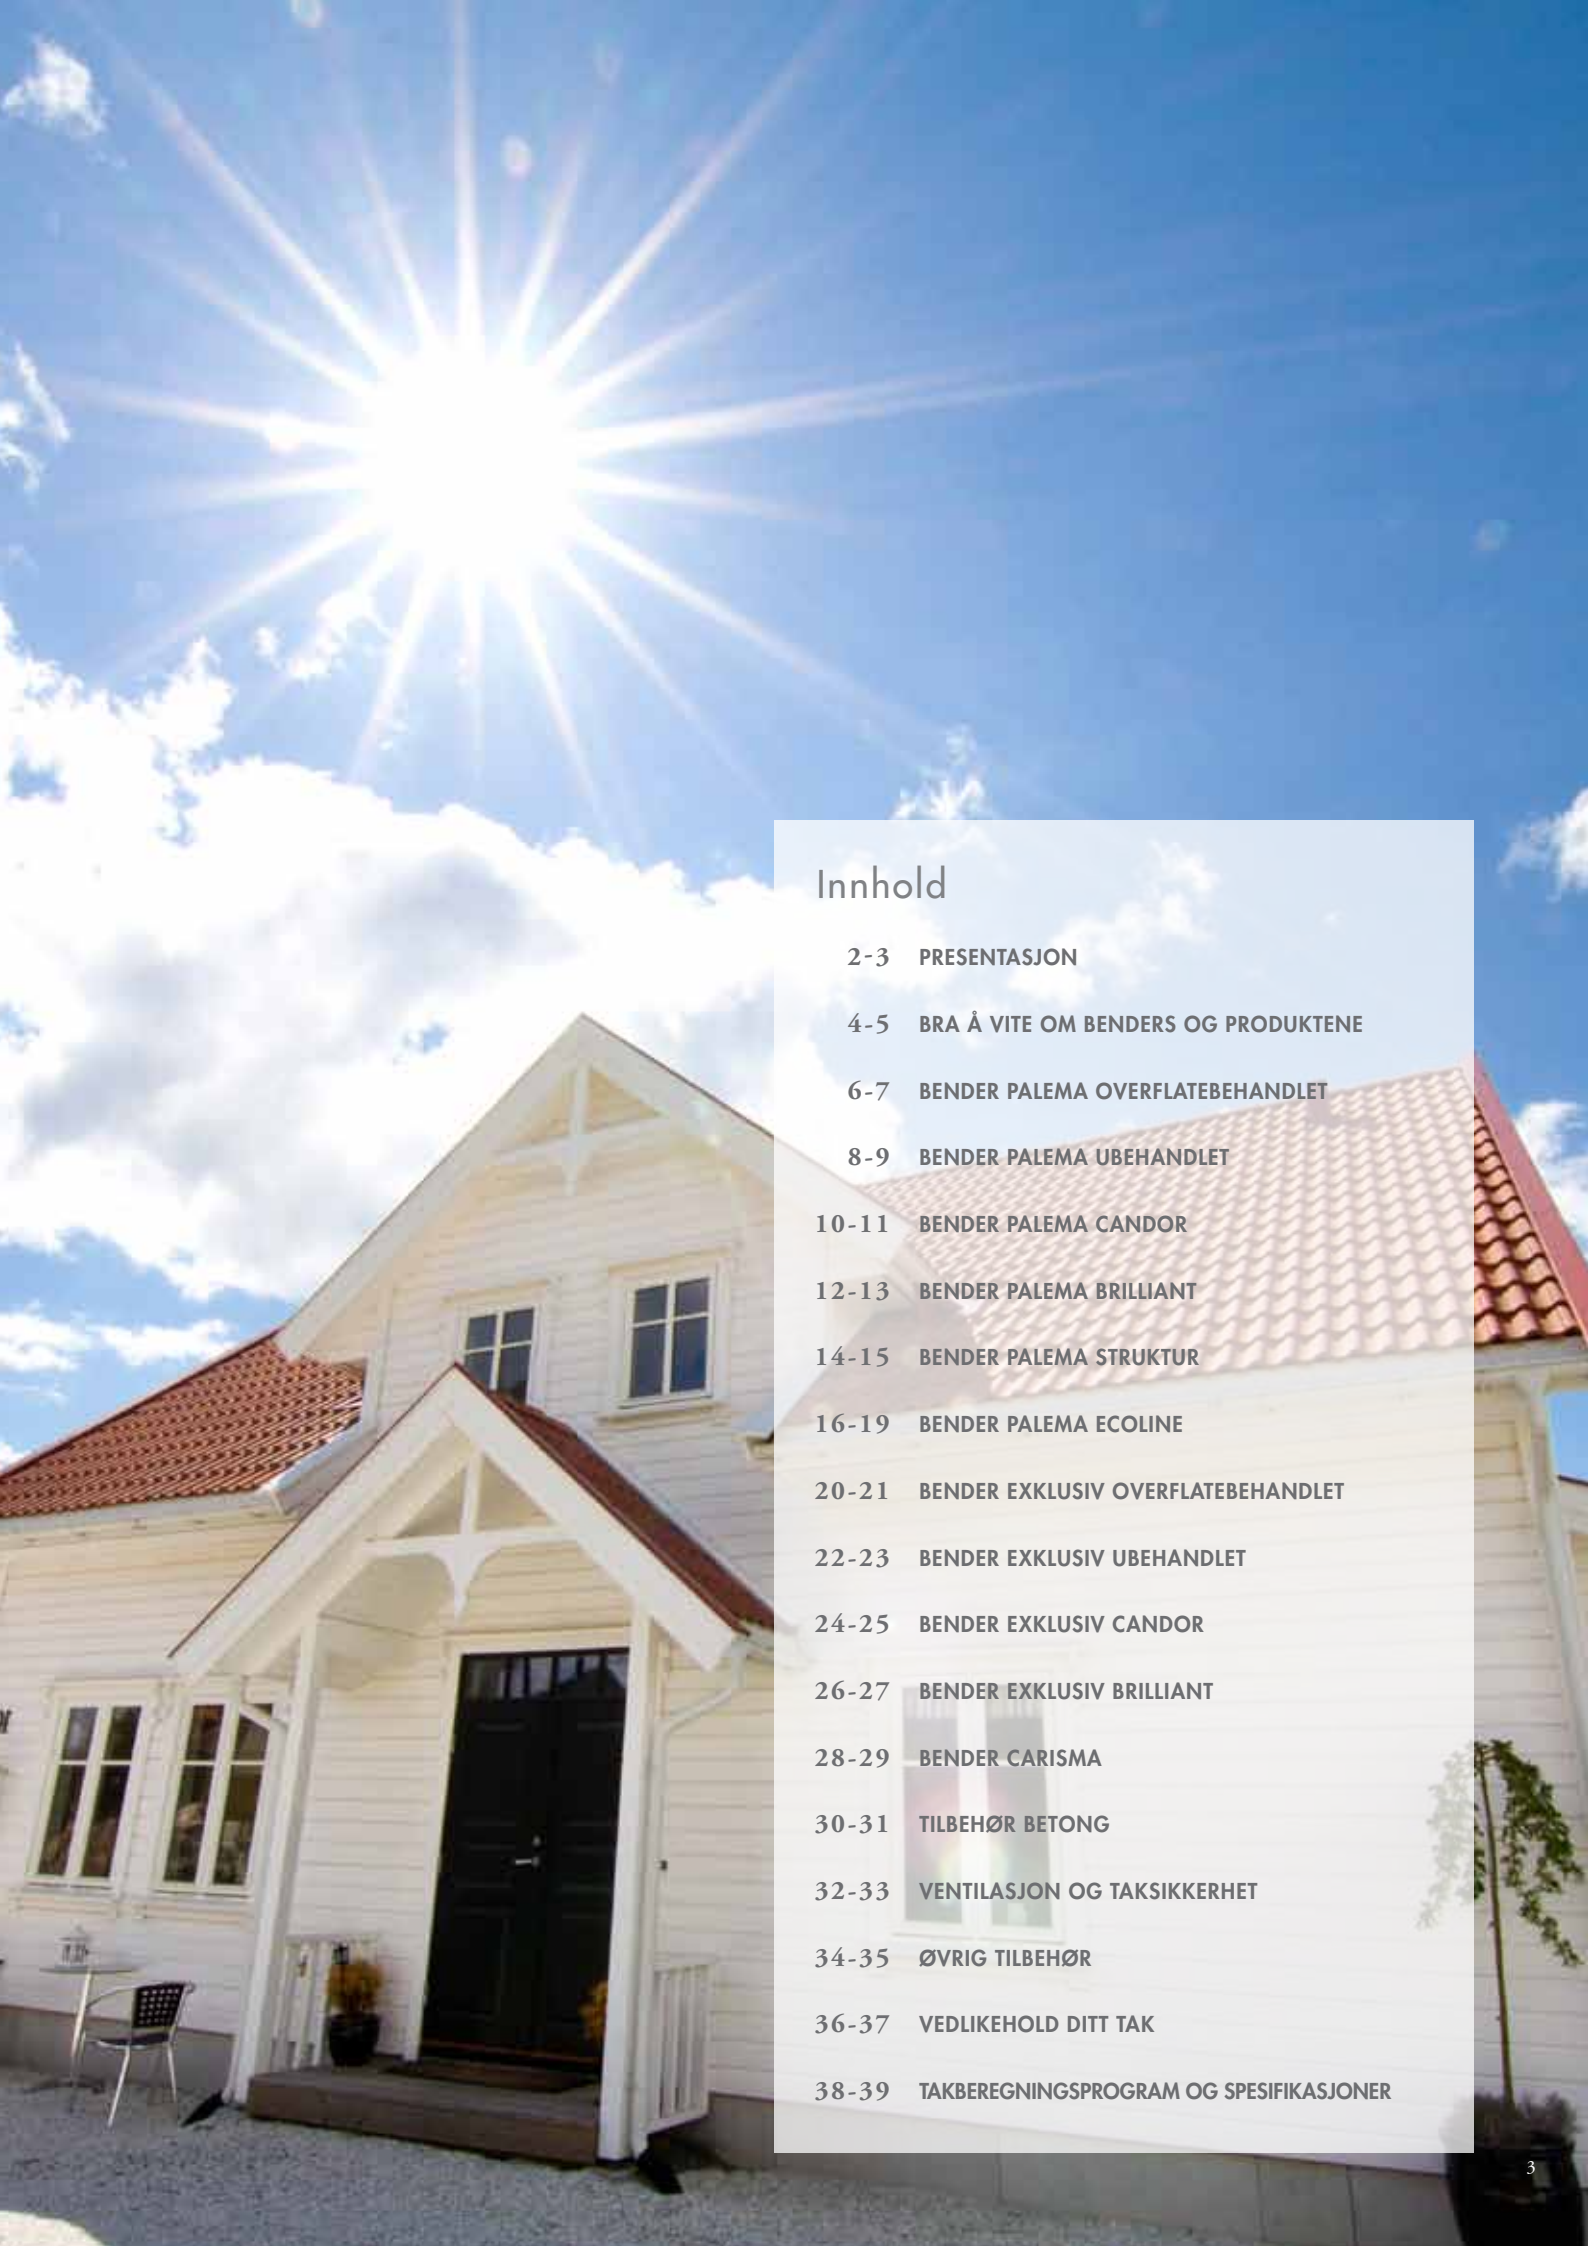 Innhold
2-3 PRESENTASJON
4-5 BRA Å VITE OM BENDERS OG PRODUKTENE
6-7 BENDER PALEMA OVERFLATEBEHANDLET
8-9 BENDER PALEMA UBEHANDLET
10-11 BENDER PALEMA CANDOR
12-13 BENDER PALEMA BRILLIANT
14-15 BENDER PALEMA STRUKTUR
16-19 BENDER PALEMA ECOLINE
20-21 BENDER EXKLUSIV OVERFLATEBEHANDLET
22-23 BENDER EXKLUSIV UBEHANDLET
24-25 BENDER EXKLUSIV CANDOR
26-27 BENDER EXKLUSIV BRILLIANT
28-29 BENDER CARISMA
30-31 TILBEHØR BETONG
32-33 VENTILASJON OG TAKSIKKERHET
34-35 ØVRIG TILBEHØR
36-37 VEDLIKEHOLD DITT TAK
38-39 TAKBEREGNINGSPROGRAM OG SPESIFIKASJONER
3